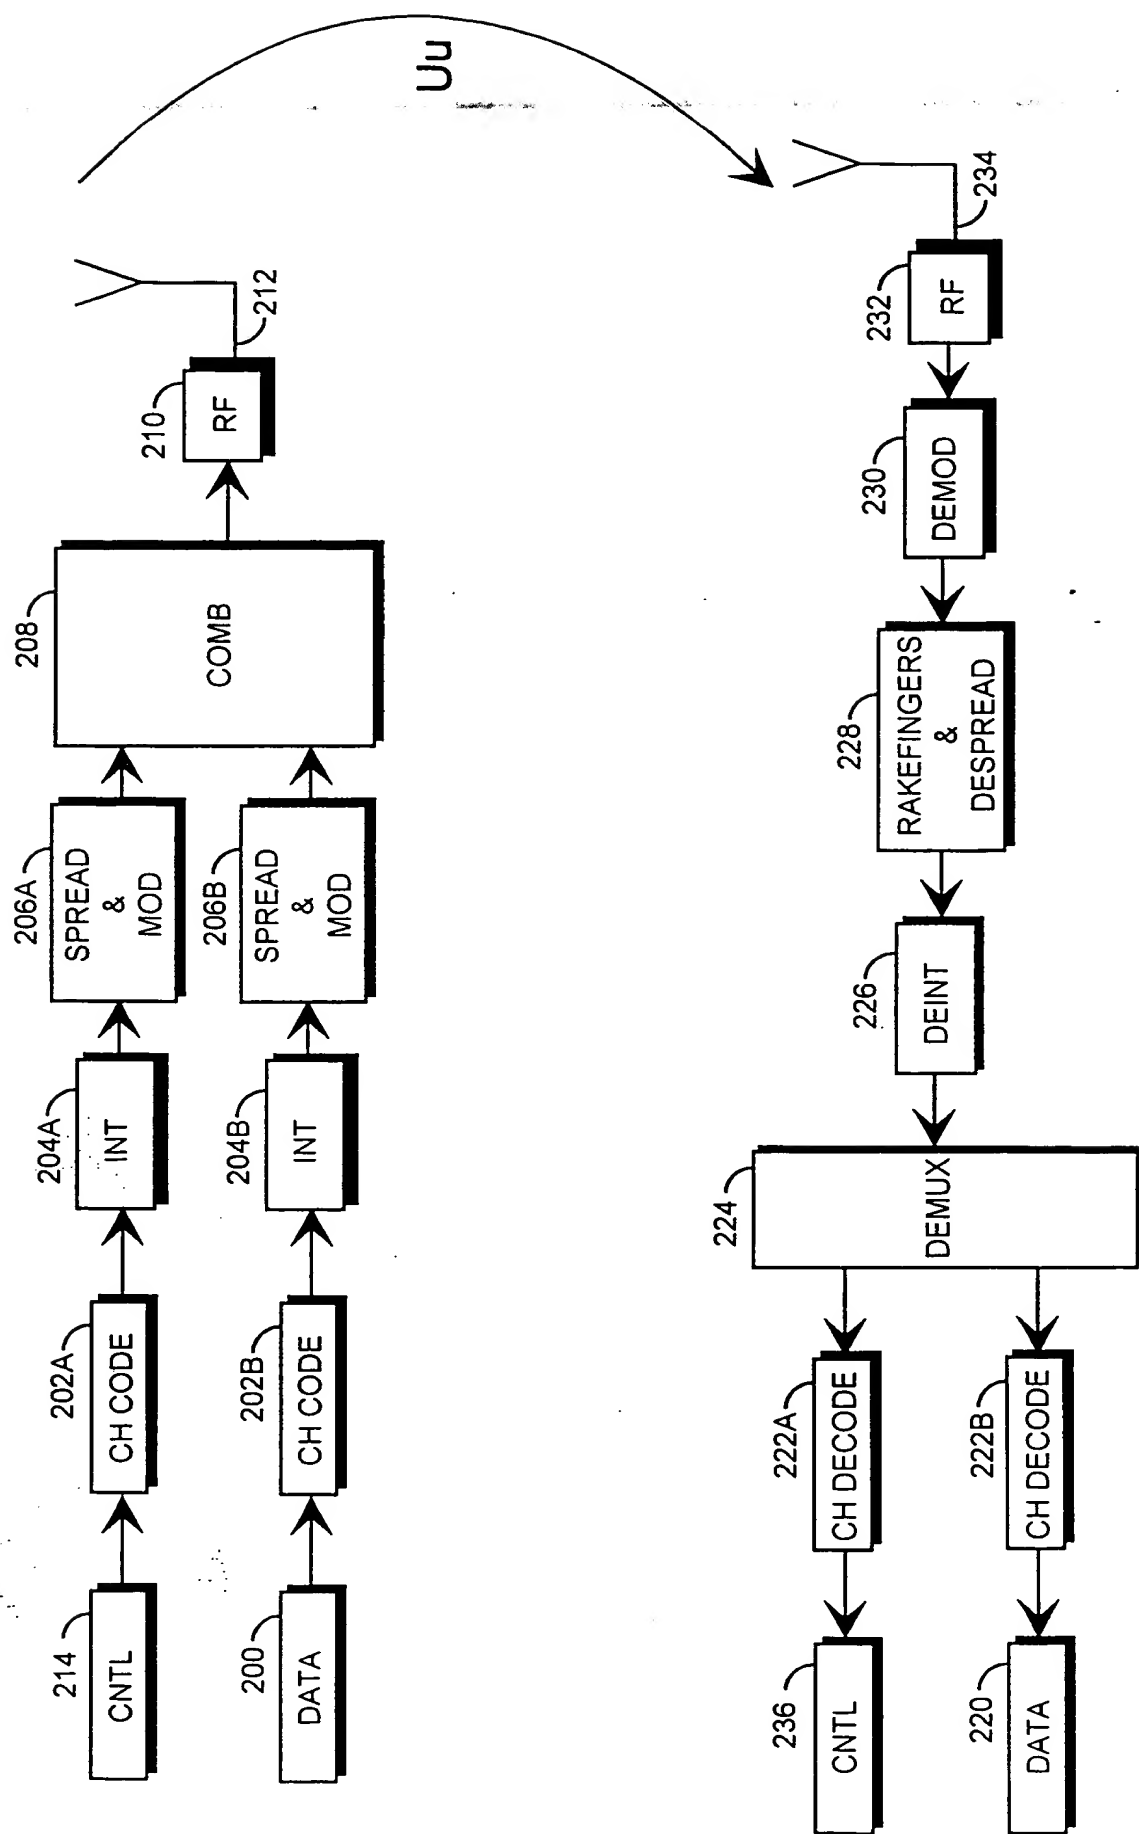 214
CNTL
202A
CH CODE
204A
INT
206A
SPREAD
&
MOD
208
COMB
210
RF
212
Uu
200
DATA
202B
CH CODE
204B
INT
206B
SPREAD
&
MOD
236
CNTL
222A
CH DECODE
224
DEMUX
226
DEINT
228
RAKEFINGERS
&
DESPREAD
230
DEMOD
232
RF
234
220
DATA
222B
CH DECODE